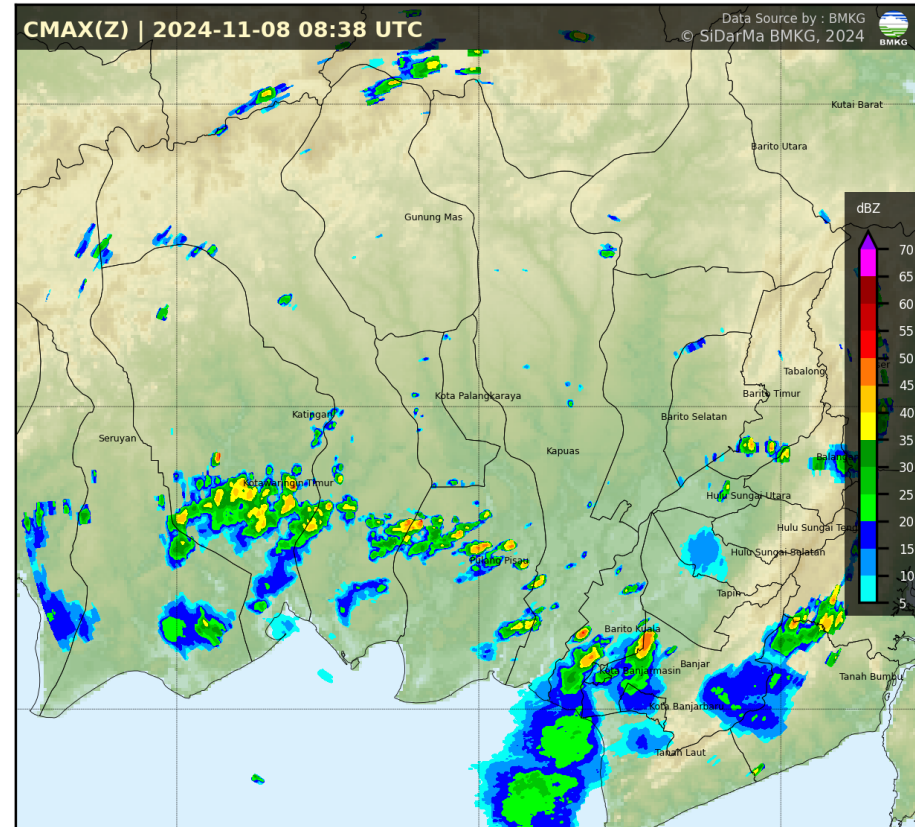 CMAX(Z) | 2024-11-08 08:38 UTC
Data Source by : BMKG
© SiDarMa BMKG, 2024
BMKG
Kutai Barat
Barito Utara
dBZ
Gunung Mas
70
65
60
55
50
45
40
35
30
25
20
15
10
5
Tabalong
Barito Timur
Kota Palangkaraya
Katingan
Barito Selatan
Seruyan
Kapuas
Kotawaringin Timur
Hulu Sungai Utara
Hulu Sungai Selatan
Pulang Pisau
Tapin
Barito Kuala
Banjar
Kota Banjarmasin
Tanah Bumbu
Kota Banjarbaru
Tanah Laut